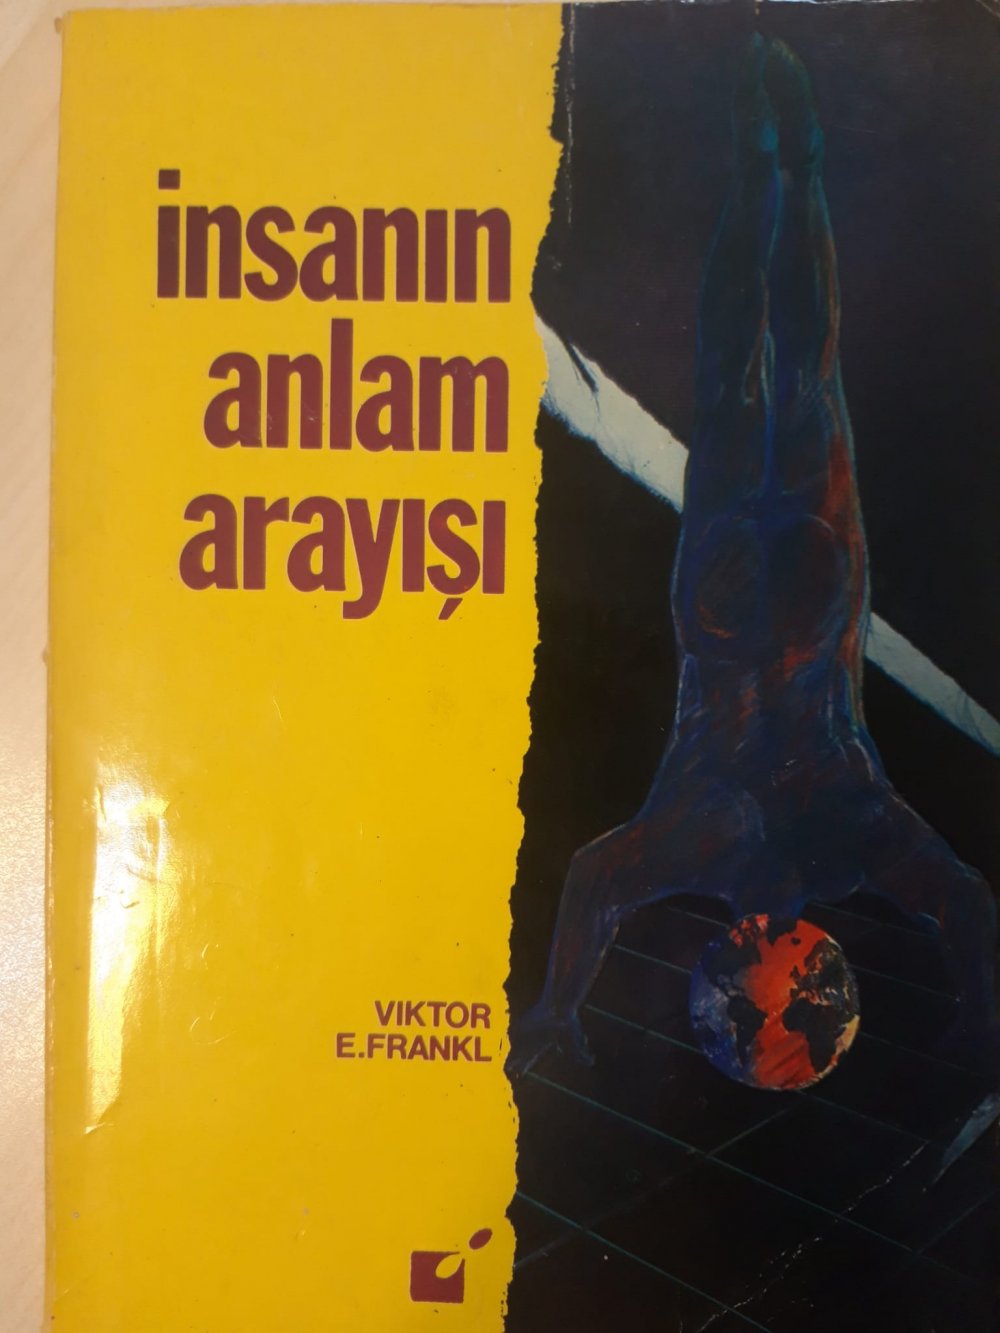 insanın
anlam
arayışı
VIKTOR
E.FRANKL